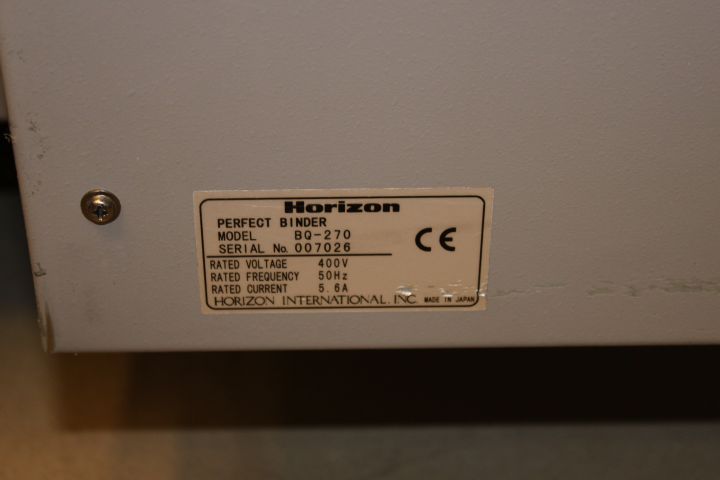 Horizon
PERFECT BINDER
MODEL BQ-270
SERIAL No. 007026
CE
RATED VOLTAGE 400V
RATED FREQUENCY 50Hz
RATED CURRENT 5.6A
HORIZON INTERNATIONAL, INC. MADE IN JAPAN